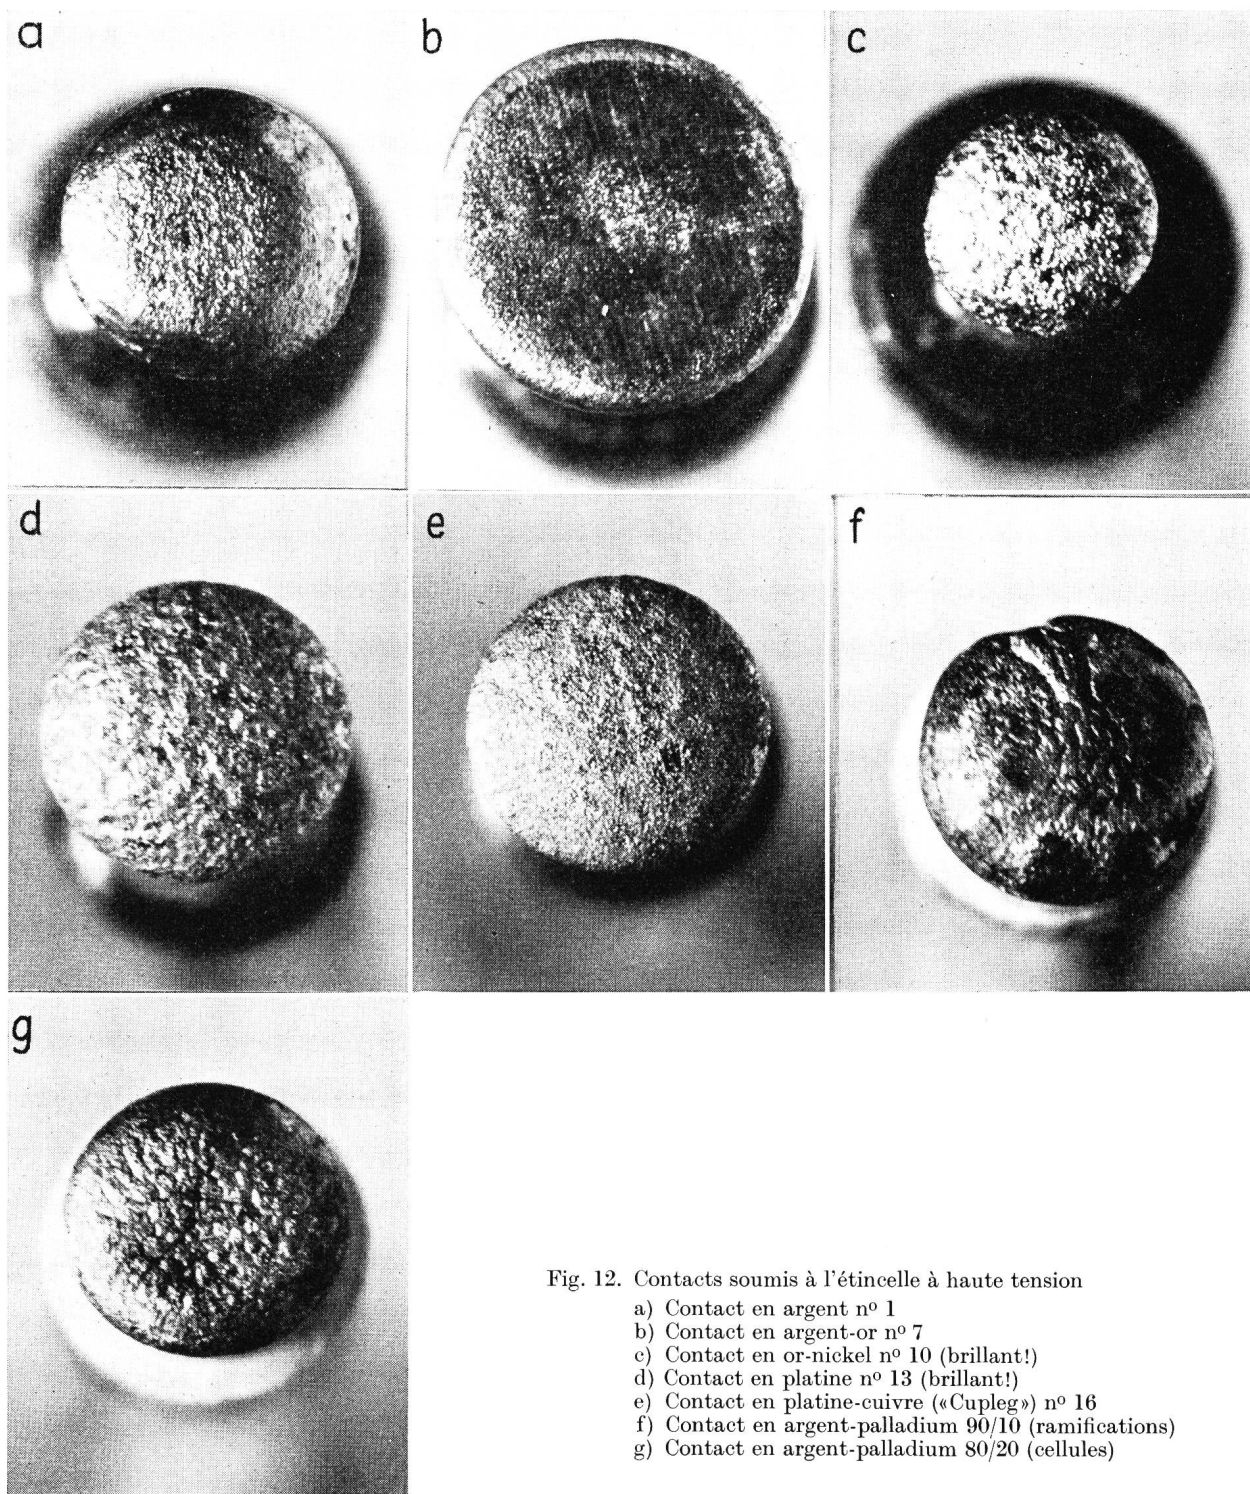 a
b
c
d
e
f
g
Fig. 12. Contacts soumis à l'étincelle à haute tension
a) Contact en argent nº 1
b) Contact en argent-or nº 7
c) Contact en or-nickel nº 10 (brillant!)
d) Contact en platine nº 13 (brillant!)
e) Contact en platine-cuivre («Cupleg») nº 16
f) Contact en argent-palladium 90/10 (ramifications)
g) Contact en argent-palladium 80/20 (cellules)